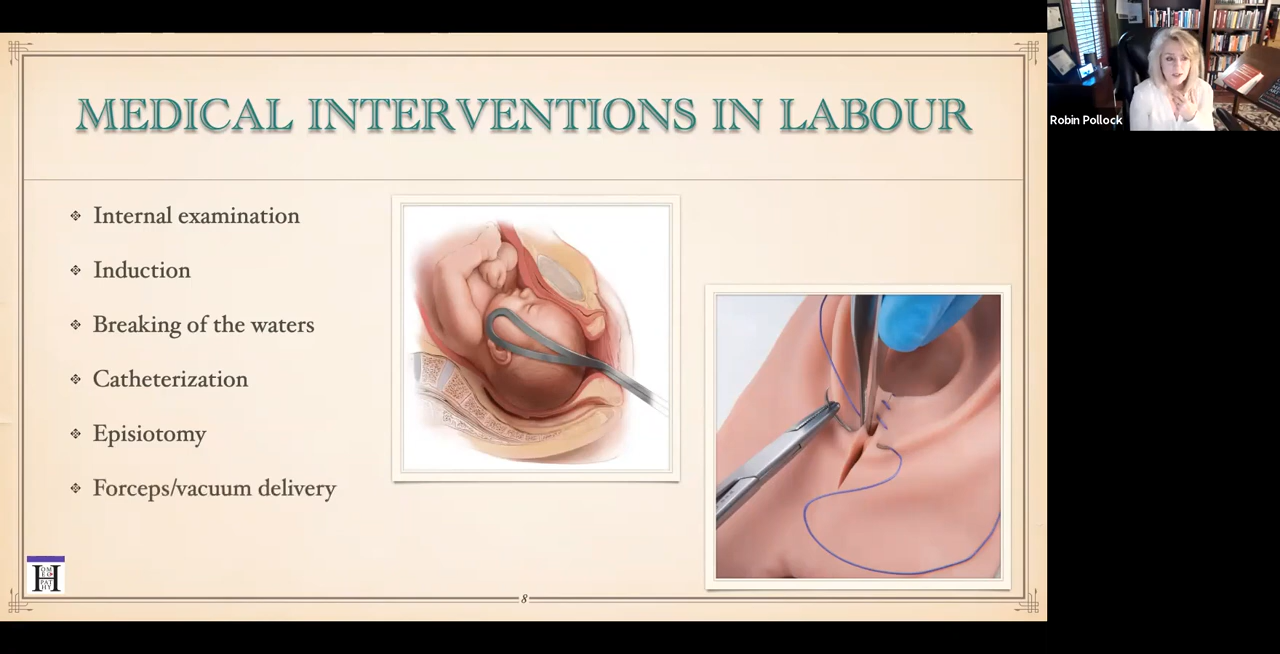 MEDICAL INTERVENTIONS IN LABOUR
Internal examination
Induction
Breaking of the waters
Catheterization
Episiotomy
Forceps/vacuum delivery
8
Robin Pollock